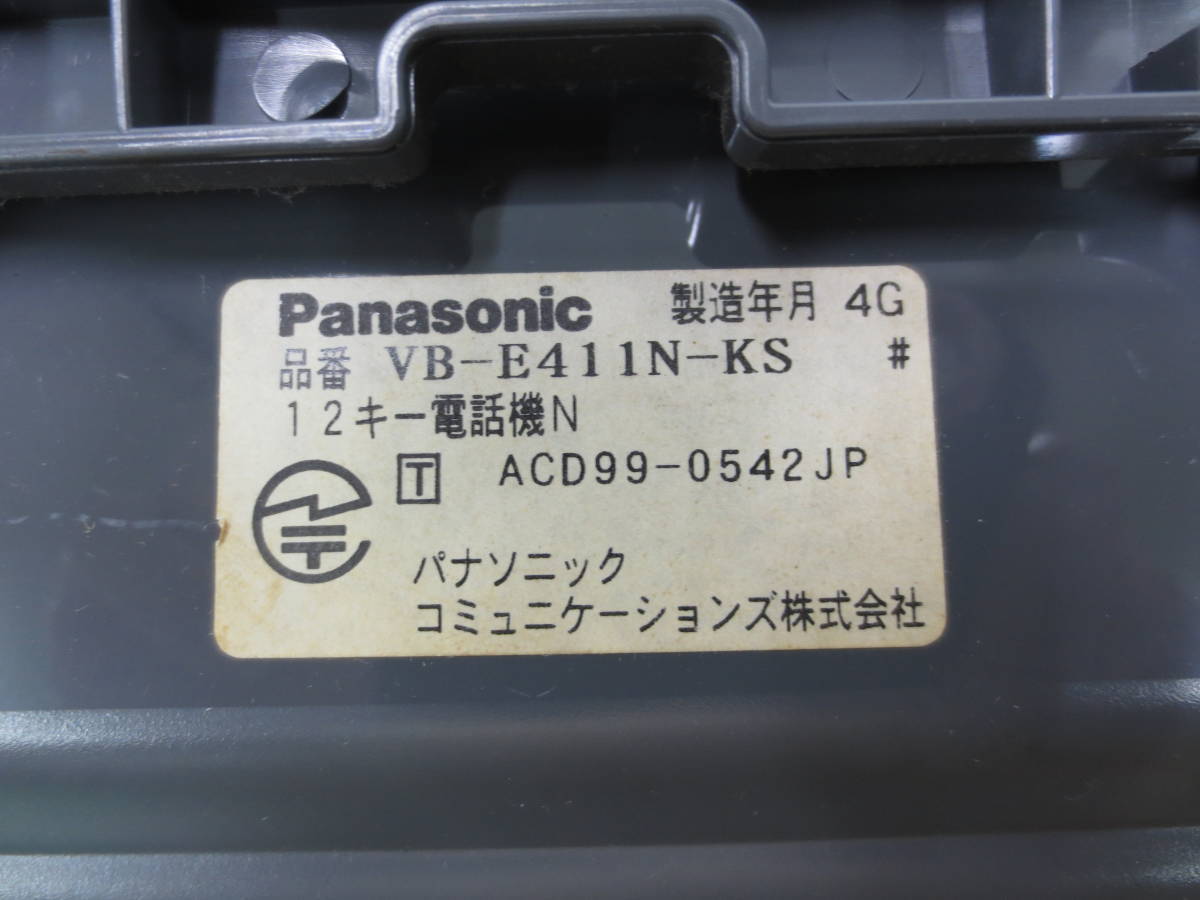 Panasonic 製造年月 4G
品番 VB-E411N-KS #
12キー電話機N
T ACD99-0542JP
パナソニック
コミュニケーションズ株式会社